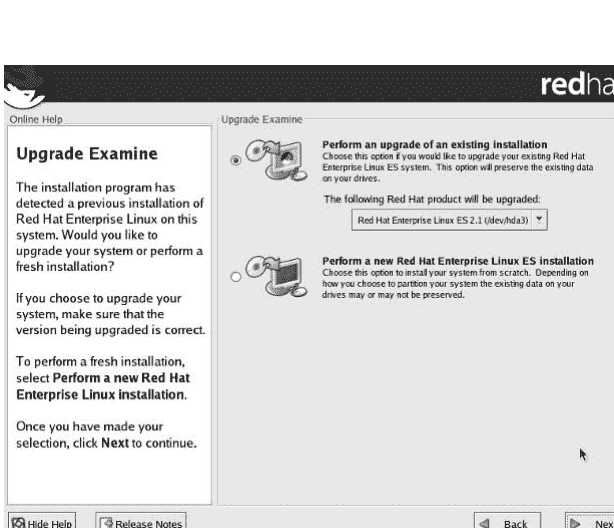 redha
Online Help
Upgrade Examine
Upgrade Examine
The installation program has
detected a previous installation of
Red Hat Enterprise Linux on this
system. Would you like to
upgrade your system or perform a
fresh installation?
If you choose to upgrade your
system, make sure that the
version being upgraded is correct.
To perform a fresh installation,
select Perform a new Red Hat
Enterprise Linux installation.
Once you have made your
selection, click Next to continue.
Perform an upgrade of an existing installation
Choose this option if you would like to upgrade your existing Red Hat
Enterprise Linux ES system. This option will preserve the existing data
on your drives.
The following Red Hat product will be upgraded:
Red Hat Enterprise Linux ES 2.1 (/dev/hda3)
Perform a new Red Hat Enterprise Linux ES installation
Choose this option to install your system from scratch. Depending on
how you choose to partition your system the existing data on your
drives may or may not be preserved.
Hide Help
Release Notes
Back
Nex